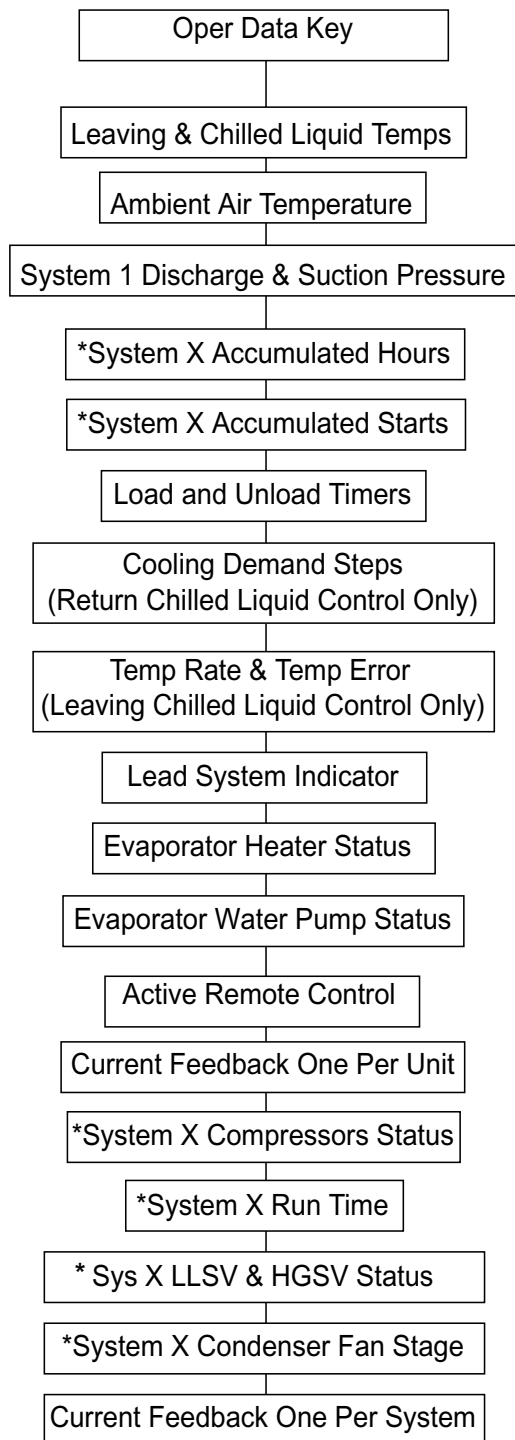 Oper Data Key
Leaving & Chilled Liquid Temps
Ambient Air Temperature
System 1 Discharge & Suction Pressure
*System X Accumulated Hours
*System X Accumulated Starts
Load and Unload Timers
Cooling Demand Steps
(Return Chilled Liquid Control Only)
Temp Rate & Temp Error
(Leaving Chilled Liquid Control Only)
Lead System Indicator
Evaporator Heater Status
Evaporator Water Pump Status
Active Remote Control
Current Feedback One Per Unit
*System X Compressors Status
*System X Run Time
* Sys X LLSV & HGSV Status
*System X Condenser Fan Stage
Current Feedback One Per System